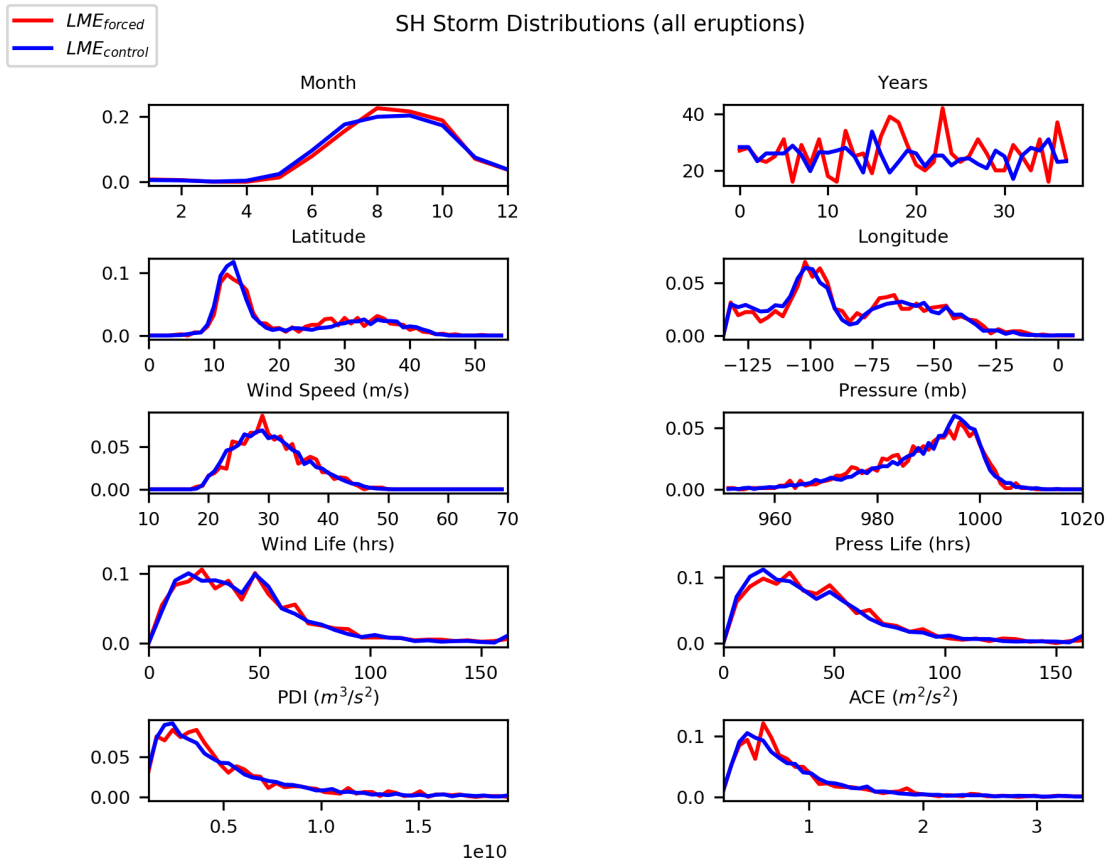 LME_forced
LME_control
SH Storm Distributions (all eruptions)
Month
Years
0.2
0.0
2 4 6 8 10 12
40
20
0 10 20 30
Latitude
Longitude
0.1
0.0
0 10 20 30 40 50
0.05
0.00
−125 −100 −75 −50 −25 0
Wind Speed (m/s)
Pressure (mb)
0.05
0.00
10 20 30 40 50 60 70
0.05
0.00
960 980 1000 1020
Wind Life (hrs)
Press Life (hrs)
0.1
0.0
0 50 100 150
0.1
0.0
0 50 100 150
PDI (m³/s²)
ACE (m²/s²)
0.05
0.00
0.5 1.0 1.5
1e10
0.1
0.0
1 2 3